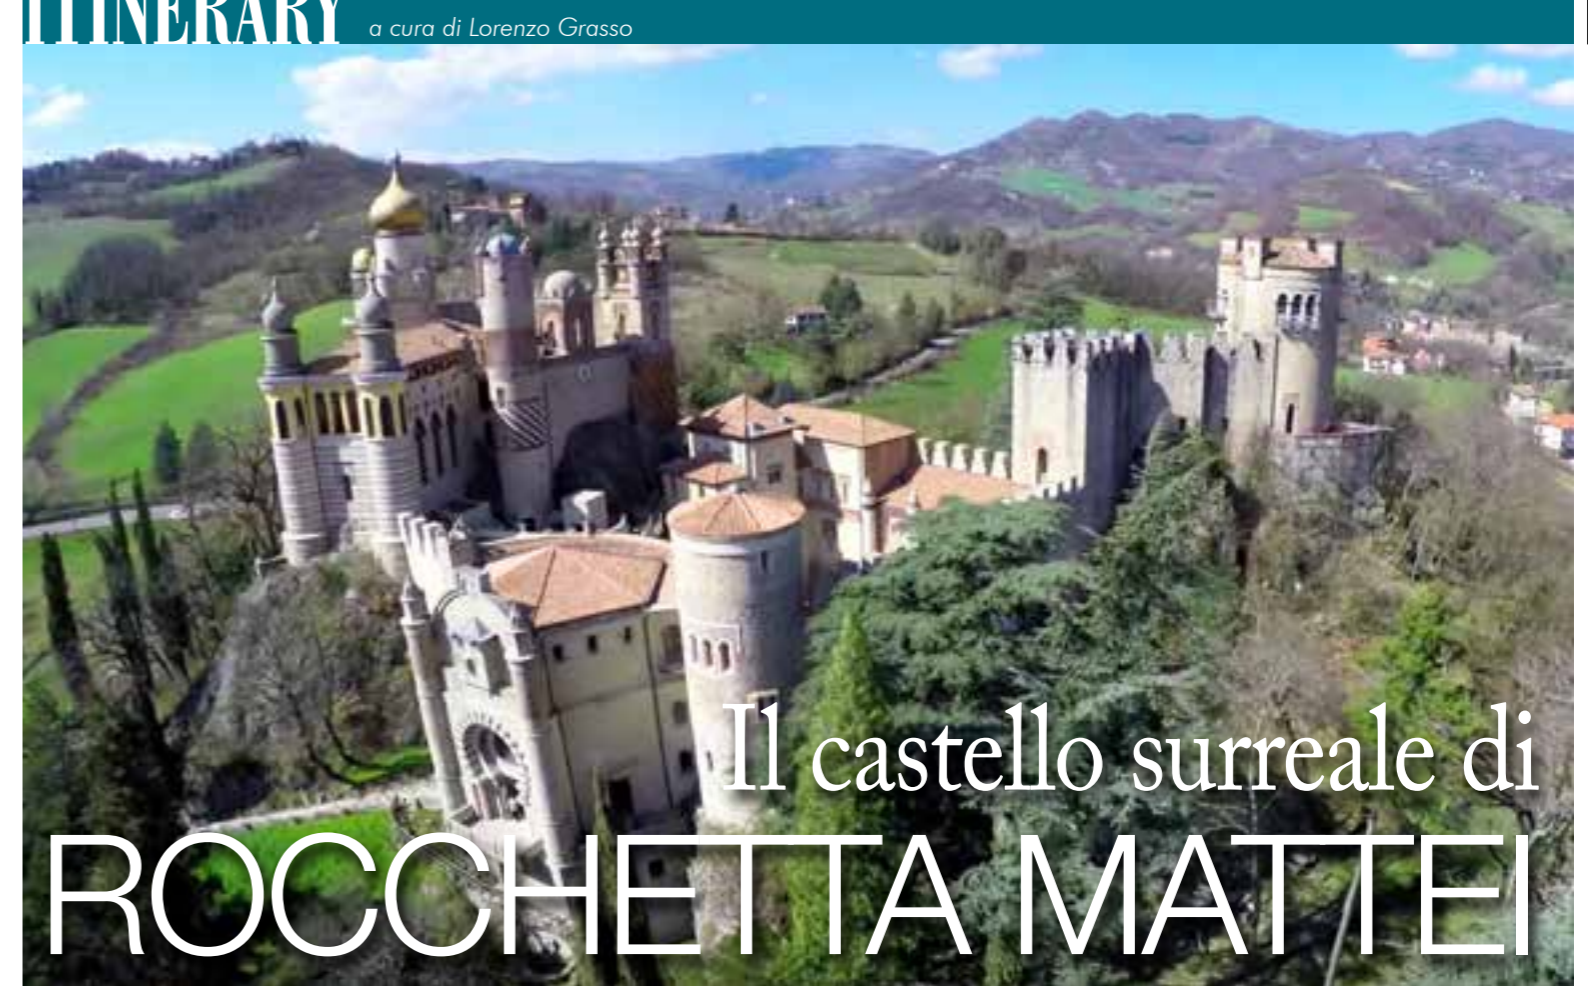 ITINERARY a cura di Lorenzo Grasso
Il castello surreale di
ROCCHETTA MATTEI